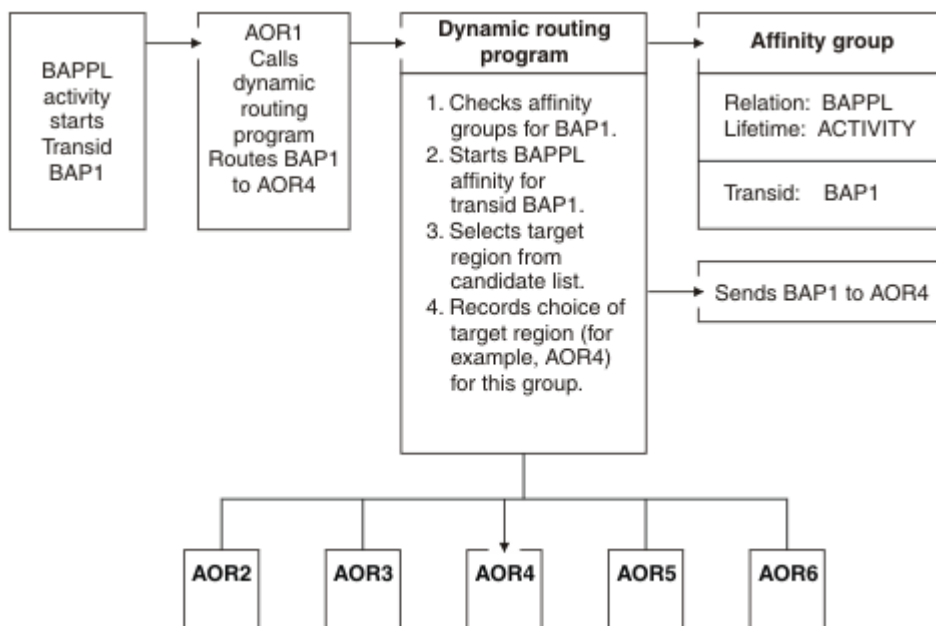 BAPPL
activity
starts
Transid
BAP1
AOR1
Calls
dynamic
routing
program
Routes BAP1
to AOR4
Dynamic routing
program
1. Checks affinity
groups for BAP1.
2. Starts BAPPL
affinity for
transid BAP1.
3. Selects target
region from
candidate list.
4. Records choice of
target region (for
example, AOR4)
for this group.
Affinity group
Relation: BAPPL
Lifetime: ACTIVITY
Transid: BAP1
Sends BAP1 to AOR4
AOR2
AOR3
AOR4
AOR5
AOR6